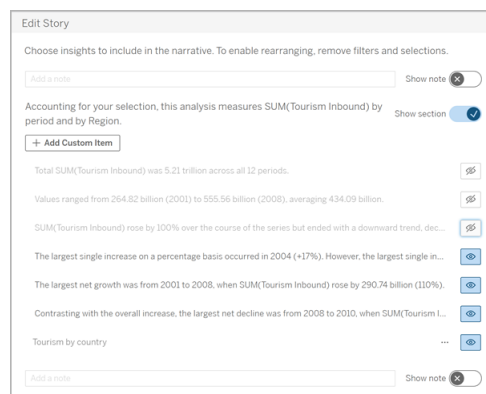 Edit Story
Choose insights to include in the narrative. To enable rearranging, remove filters and selections.
Add a note
Show note
Accounting for your selection, this analysis measures SUM(Tourism Inbound) by
period and by Region.
Show section
+ Add Custom Item
Total SUM(Tourism Inbound) was 5.21 trillion across all 12 periods.
Values ranged from 264.82 billion (2001) to 555.56 billion (2008), averaging 434.09 billion.
SUM(Tourism Inbound) rose by 100% over the course of the series but ended with a downward trend, dec...
The largest single increase on a percentage basis occurred in 2004 (+17%). However, the largest single in...
The largest net growth was from 2001 to 2008, when SUM(Tourism Inbound) rose by 290.74 billion (110%).
Contrasting with the overall increase, the largest net decline was from 2008 to 2010, when SUM(Tourism I...
Tourism by country ...
Add a note
Show note